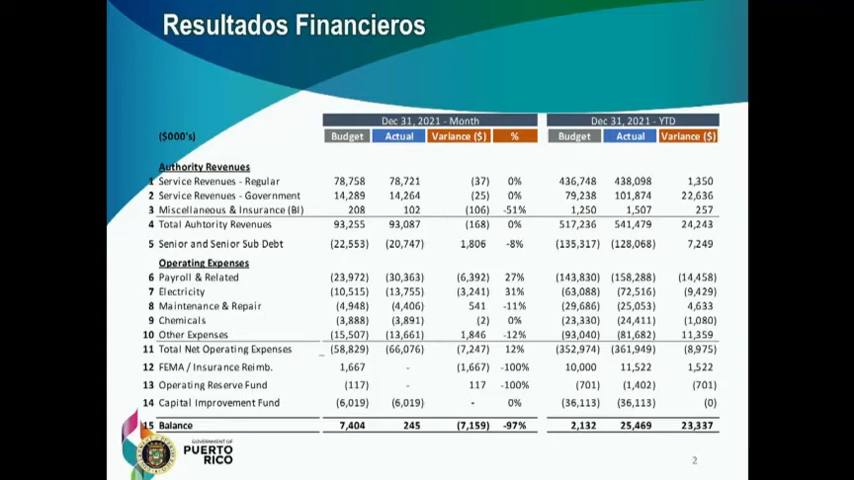 Resultados Financieros
Dec 31, 2021 - Month Dec 31, 2021 - YTD
($000's) Budget Actual Variance ($) % Budget Actual Variance ($)
Authority Revenues
1 Service Revenues - Regular 78,758 78,721 (37) 0% 436,748 438,098 1,350
2 Service Revenues - Government 14,289 14,264 (25) 0% 79,238 101,874 22,636
3 Miscellaneous & Insurance (BI) 208 102 (106) -51% 1,250 1,507 257
4 Total Auhtority Revenues 93,255 93,087 (168) 0% 517,236 541,479 24,243
5 Senior and Senior Sub Debt (22,553) (20,747) 1,806 -8% (135,317) (128,068) 7,249
Operating Expenses
6 Payroll & Related (23,972) (30,363) (6,392) 27% (143,830) (158,288) (14,458)
7 Electricity (10,515) (13,755) (3,241) 31% (63,088) (72,516) (9,429)
8 Maintenance & Repair (4,948) (4,406) 541 -11% (29,686) (25,053) 4,633
9 Chemicals (3,888) (3,891) (2) 0% (23,330) (24,411) (1,080)
10 Other Expenses (15,507) (13,661) 1,846 -12% (93,040) (81,682) 11,359
11 Total Net Operating Expenses _ (58,829) (66,076) (7,247) 12% (352,974) (361,949) (8,975)
12 FEMA / Insurance Reimb. 1,667 - (1,667) -100% 10,000 11,522 1,522
13 Operating Reserve Fund (117) - 117 -100% (701) (1,402) (701)
14 Capital Improvement Fund (6,019) (6,019) - 0% (36,113) (36,113) (0)
15 Balance 7,404 245 (7,159) -97% 2,132 25,469 23,337
GOVERNMENT OF
PUERTO
RICO
2